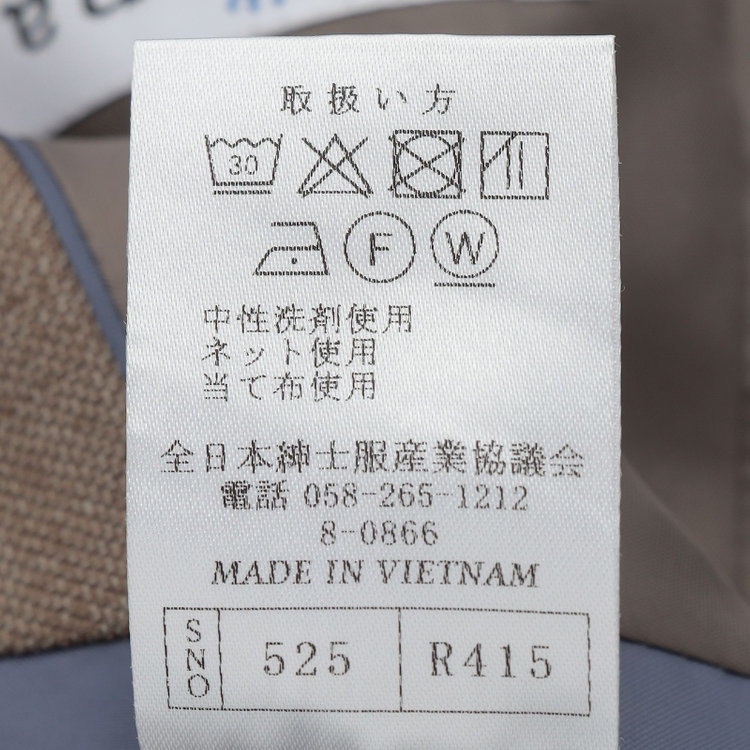 取扱い方
30
F W
中性洗剤使用
ネット使用
当て布使用
全日本紳士服産業協議会
電話 058-265-1212
8-0866
MADE IN VIETNAM
SNO 525 R415